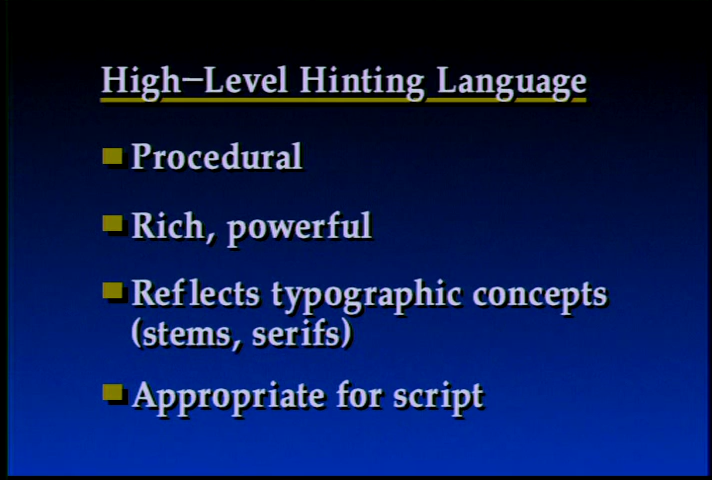 High–Level Hinting Language
Procedural
Rich, powerful
Reflects typographic concepts
(stems, serifs)
Appropriate for script